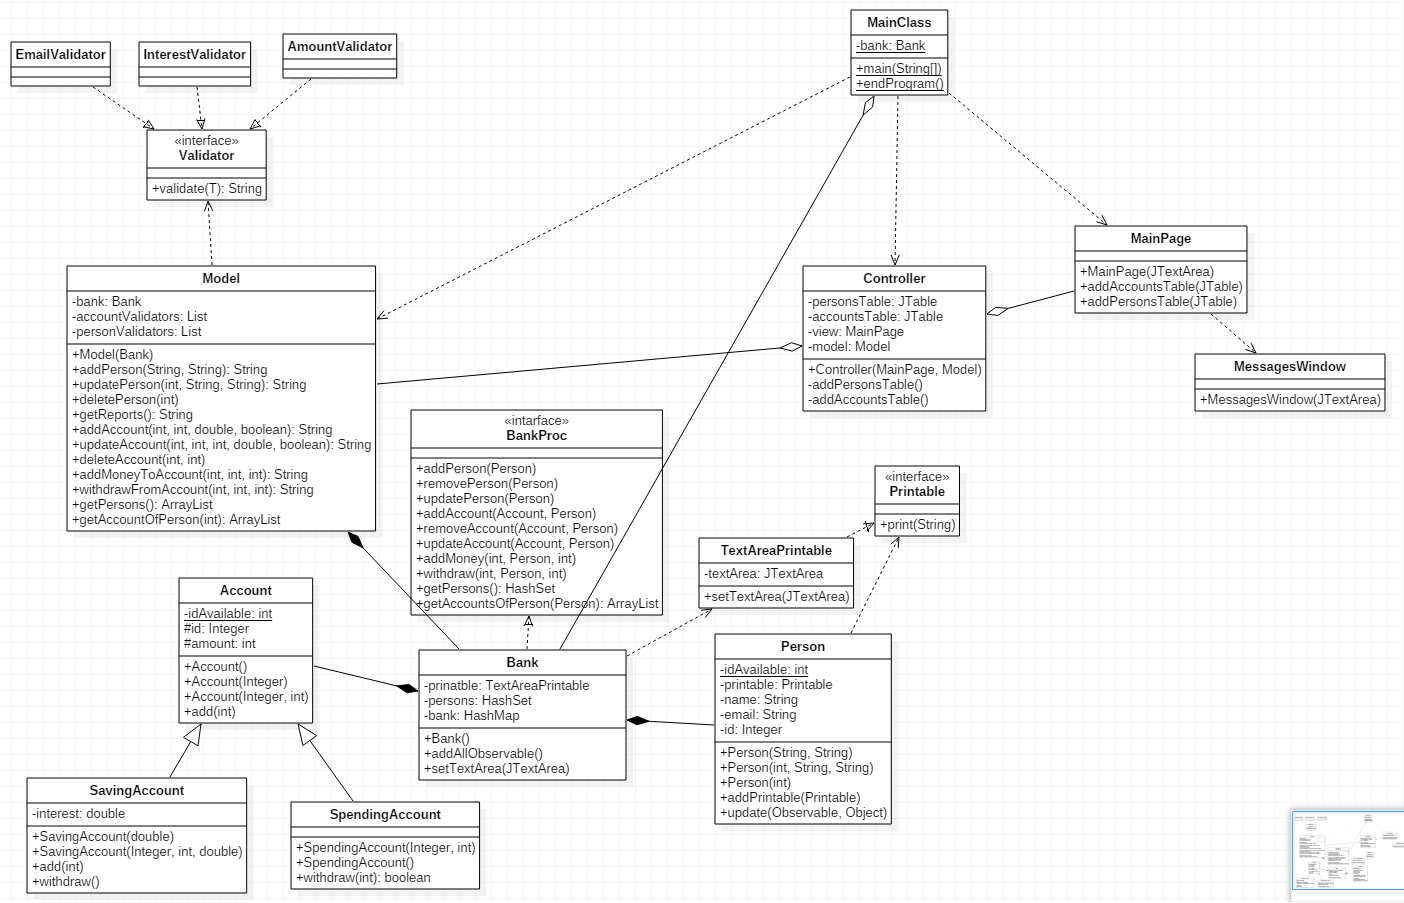 EmailValidator
InterestValidator
AmountValidator
«interface»
Validator
+validate(T): String
MainClass
-bank: Bank
+main(String[])
+endProgram()
Model
-bank: Bank
-accountValidators: List
-personValidators: List
+Model(Bank)
+addPerson(String, String): String
+updatePerson(int, String, String): String
+deletePerson(int)
+getReports(): String
+addAccount(int, int, double, boolean): String
+updateAccount(int, int, int, double, boolean): String
+deleteAccount(int, int)
+addMoneyToAccount(int, int, int): String
+withdrawFromAccount(int, int, int): String
+getPersons(): ArrayList
+getAccountOfPerson(int): ArrayList
Controller
-personsTable: JTable
-accountsTable: JTable
-view: MainPage
-model: Model
+Controller(MainPage, Model)
-addPersonsTable()
-addAccountsTable()
MainPage
+MainPage(JTextArea)
+addAccountsTable(JTable)
+addPersonsTable(JTable)
MessagesWindow
+MessagesWindow(JTextArea)
«intarface»
BankProc
+addPerson(Person)
+removePerson(Person)
+updatePerson(Person)
+addAccount(Account, Person)
+removeAccount(Account, Person)
+updateAccount(Account, Person)
+addMoney(int, Person, int)
+withdraw(int, Person, int)
+getPersons(): HashSet
+getAccountsOfPerson(Person): ArrayList
«interface»
Printable
+print(String)
TextAreaPrintable
-textArea: JTextArea
+setTextArea(JTextArea)
Account
-idAvailable: int
#id: Integer
#amount: int
+Account()
+Account(Integer)
+Account(Integer, int)
+add(int)
Bank
-prinatble: TextAreaPrintable
-persons: HashSet
-bank: HashMap
+Bank()
+addAllObservable()
+setTextArea(JTextArea)
Person
-idAvailable: int
-printable: Printable
-name: String
-email: String
-id: Integer
+Person(String, String)
+Person(int, String, String)
+Person(int)
+addPrintable(Printable)
+update(Observable, Object)
SavingAccount
-interest: double
+SavingAccount(double)
+SavingAccount(Integer, int, double)
+add(int)
+withdraw()
SpendingAccount
+SpendingAccount(Integer, int)
+SpendingAccount()
+withdraw(int): boolean